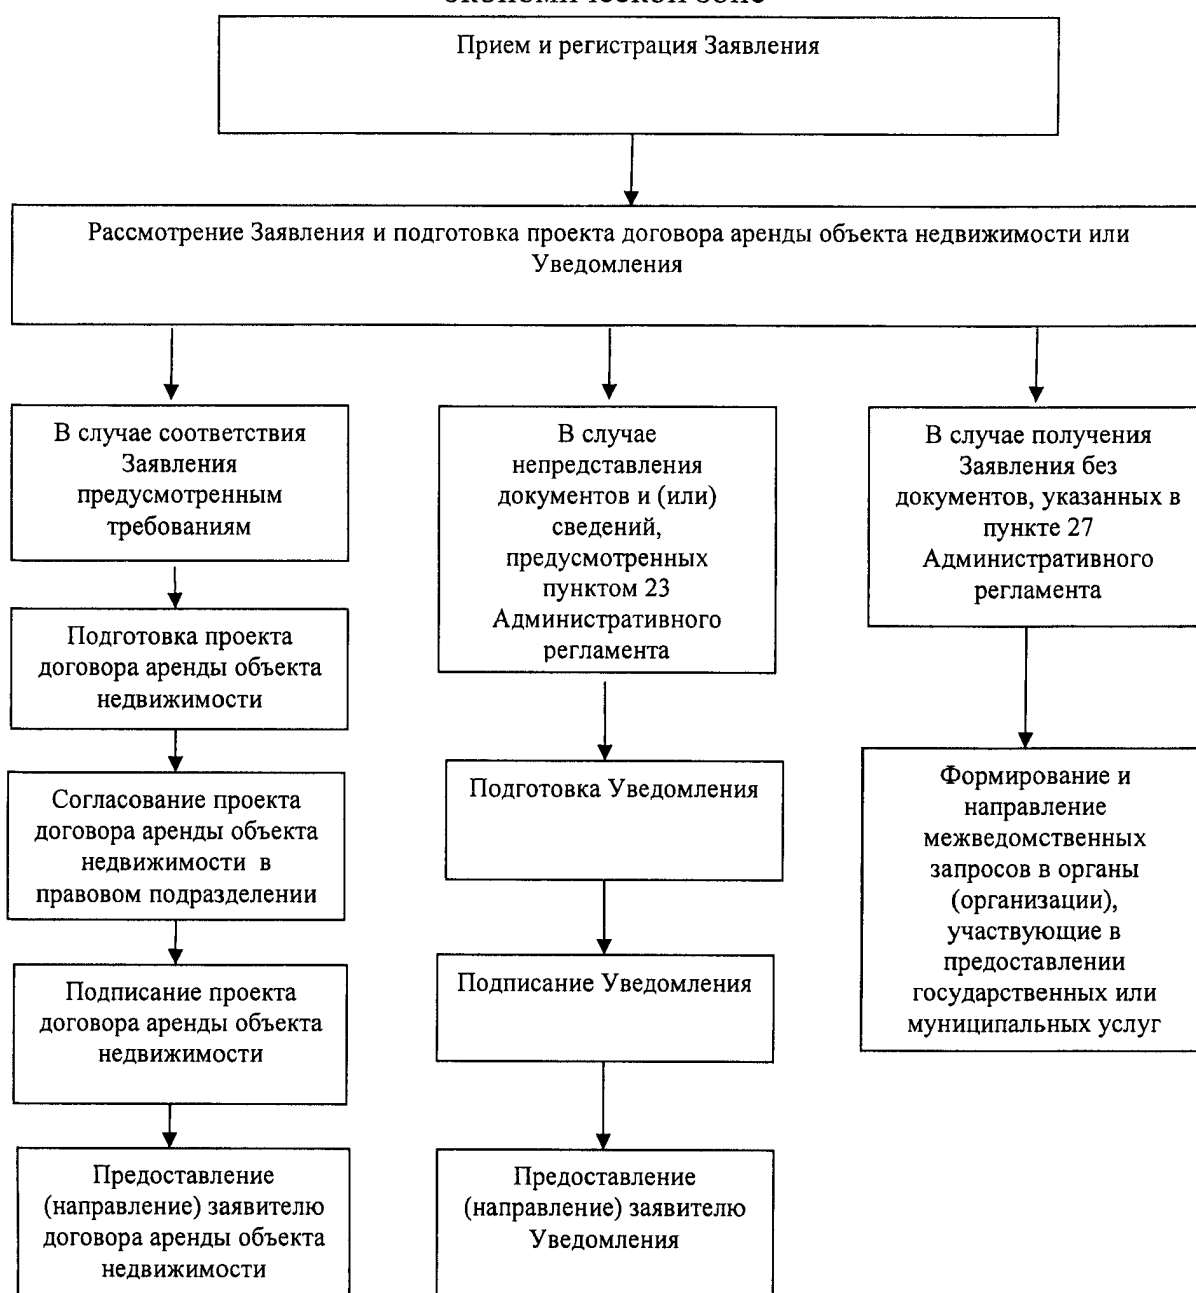 экономической зоне
Прием и регистрация Заявления
Рассмотрение Заявления и подготовка проекта договора аренды объекта недвижимости или
Уведомления
В случае соответствия
Заявления
предусмотренным
требованиям
Подготовка проекта
договора аренды объекта
недвижимости
Согласование проекта
договора аренды объекта
недвижимости в
правовом подразделении
Подписание проекта
договора аренды объекта
недвижимости
Предоставление
(направление) заявителю
договора аренды объекта
недвижимости
В случае
непредставления
документов и (или)
сведений,
предусмотренных
пунктом 23
Административного
регламента
Подготовка Уведомления
Подписание Уведомления
Предоставление
(направление) заявителю
Уведомления
В случае получения
Заявления без
документов, указанных в
пункте 27
Административного
регламента
Формирование и
направление
межведомственных
запросов в органы
(организации),
участвующие в
предоставлении
государственных или
муниципальных услуг